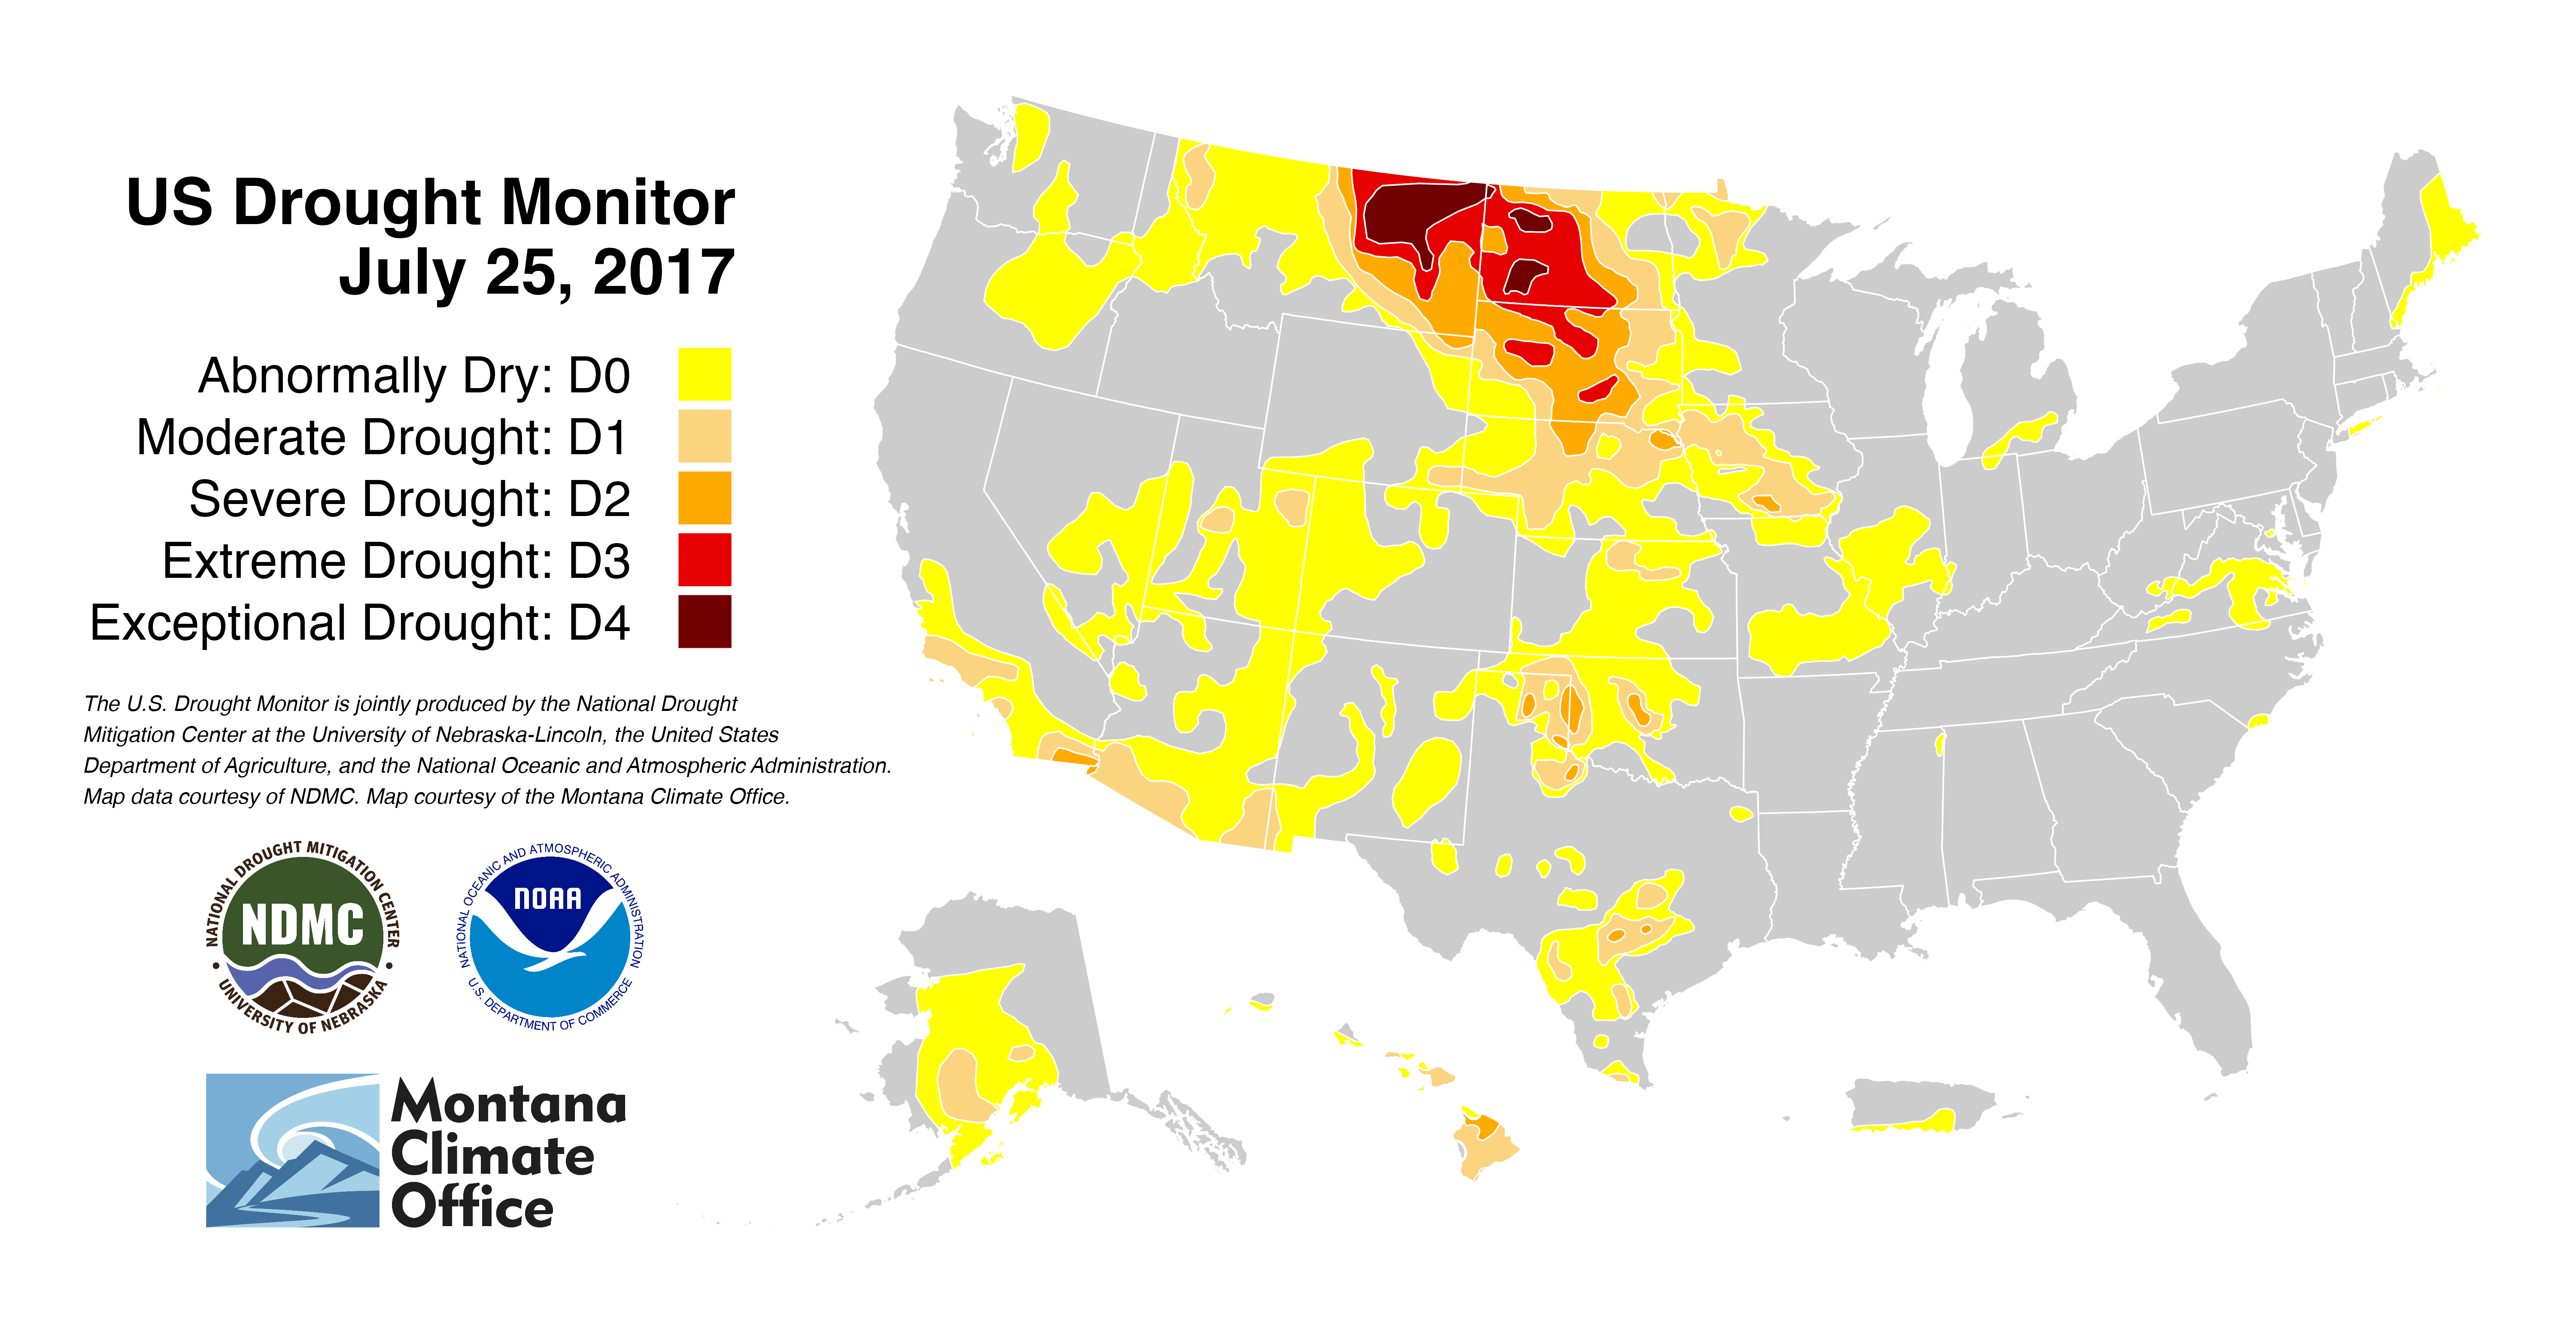 US Drought Monitor
July 25, 2017
Abnormally Dry: D0
Moderate Drought: D1
Severe Drought: D2
Extreme Drought: D3
Exceptional Drought: D4
The U.S. Drought Monitor is jointly produced by the National Drought
Mitigation Center at the University of Nebraska-Lincoln, the United States
Department of Agriculture, and the National Oceanic and Atmospheric Administration.
Map data courtesy of NDMC. Map courtesy of the Montana Climate Office.
NATIONAL DROUGHT MITIGATION CENTER
NDMC
• UNIVERSITY OF NEBRASKA •
NATIONAL OCEANIC AND ATMOSPHERIC ADMINISTRATION
NOAA
U.S. DEPARTMENT OF COMMERCE
Montana
Climate
Office